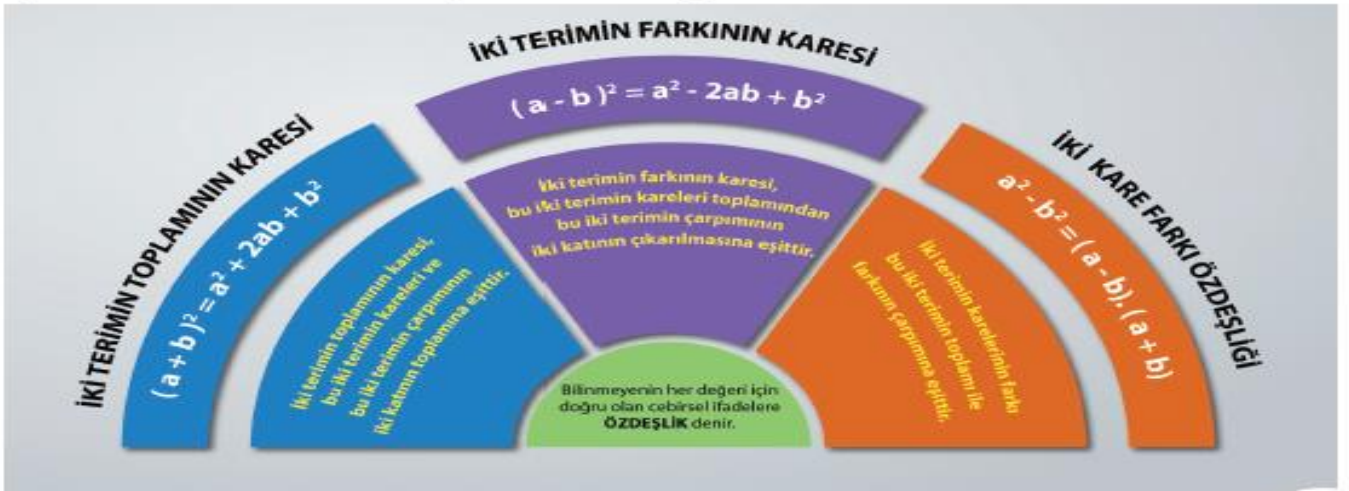 İKİ TERİMİN TOPLAMININ KARESİ
(a + b)² = a² + 2ab + b²
İki terimin toplamının karesi,
bu iki terimin kareleri ve
bu iki terimin çarpımının
iki katının toplamına eşittir.
İKİ TERİMİN FARKININ KARESİ
(a - b)² = a² - 2ab + b²
İki terimin farkının karesi,
bu iki terimin kareleri toplamından
bu iki terimin çarpımının
iki katının çıkarılmasına eşittir.
İKİ KARE FARKI ÖZDEŞLİĞİ
a² - b² = (a - b).(a + b)
İki terimin karelerinin farkı
bu iki terimin toplamı ile
farkının çarpımına eşittir.
Bilinmeyenin her değeri için
doğru olan cebirsel ifadelere
ÖZDEŞLİK denir.